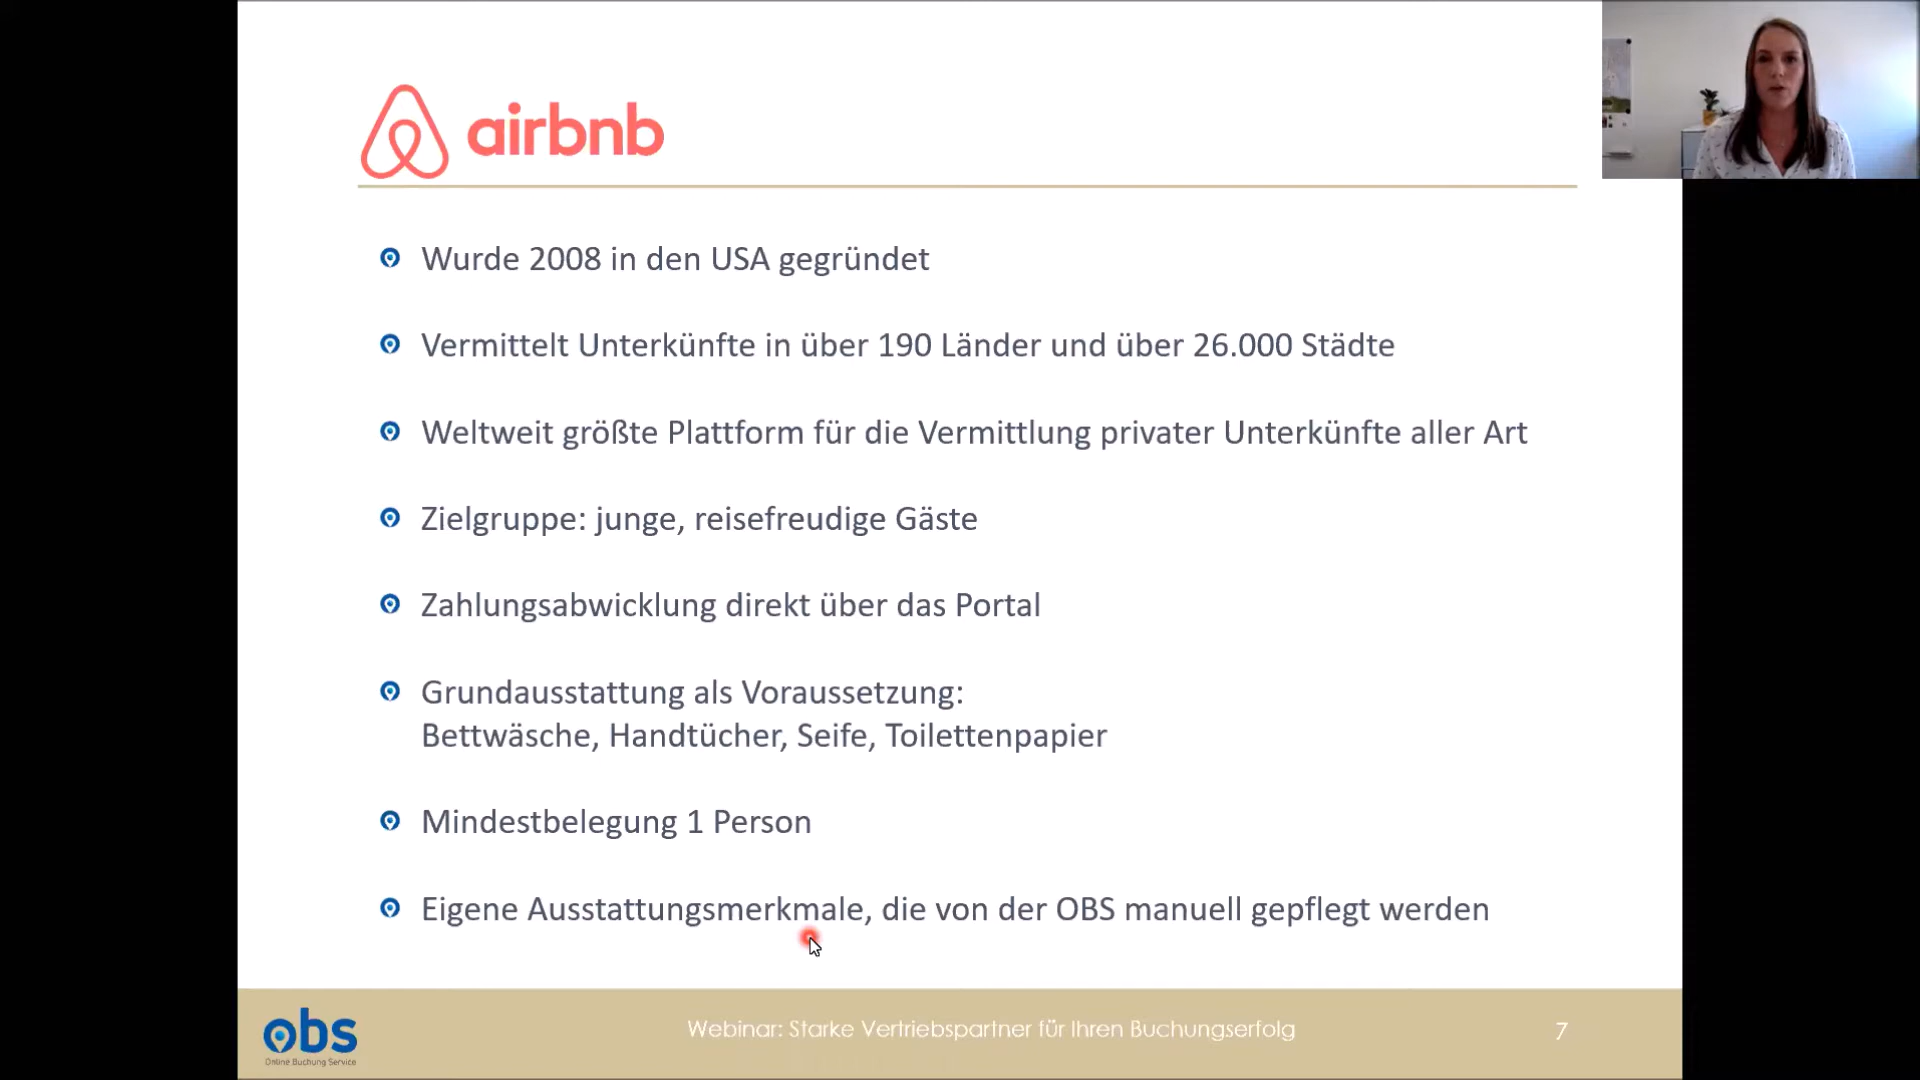 airbnb
Wurde 2008 in den USA gegründet
Vermittelt Unterkünfte in über 190 Länder und über 26.000 Städte
Weltweit größte Plattform für die Vermittlung privater Unterkünfte aller Art
Zielgruppe: junge, reisefreudige Gäste
Zahlungsabwicklung direkt über das Portal
Grundausstattung als Voraussetzung:
Bettwäsche, Handtücher, Seife, Toilettenpapier
Mindestbelegung 1 Person
Eigene Ausstattungsmerkmale, die von der OBS manuell gepflegt werden
obs
Online Buchung Service
Webinar: Starke Vertriebspartner für Ihren Buchungserfolg
7